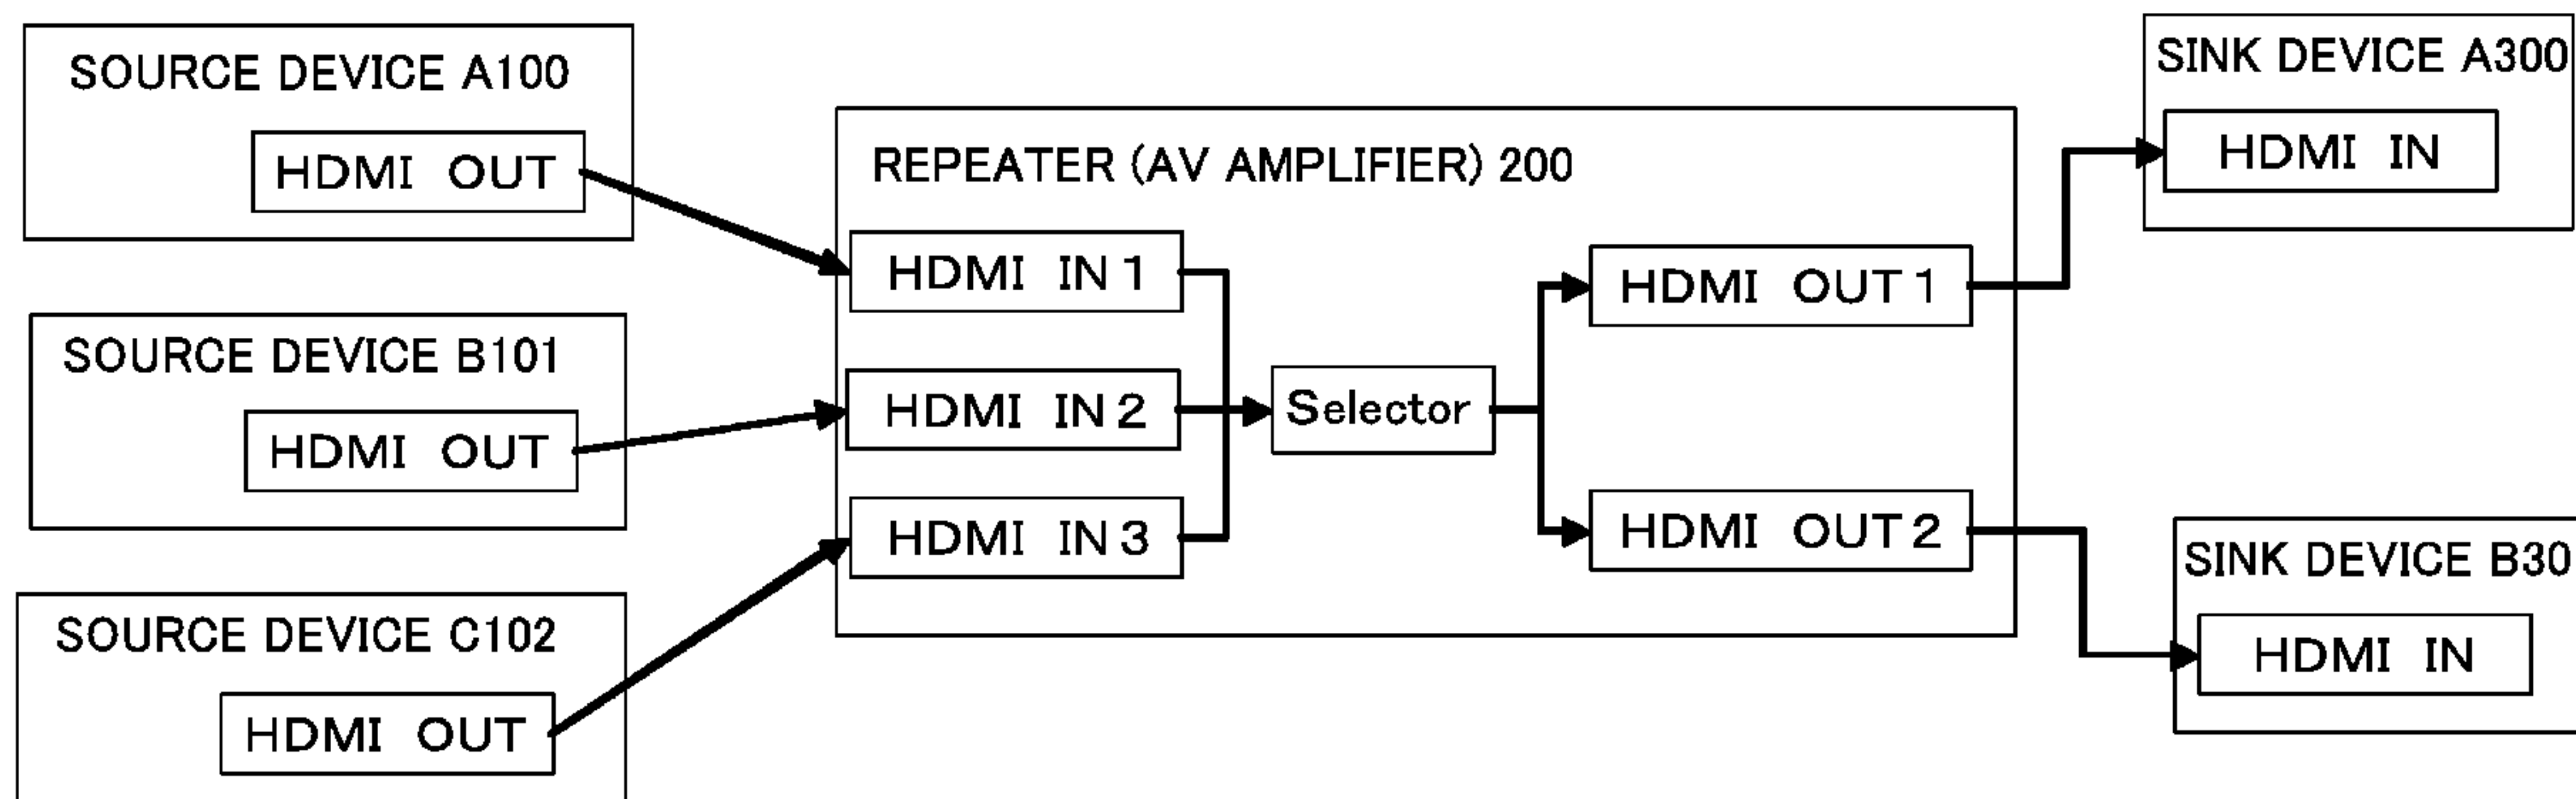 SOURCE DEVICE A100
HDMI OUT
SOURCE DEVICE B101
HDMI OUT
SOURCE DEVICE C102
HDMI OUT
REPEATER (AV AMPLIFIER) 200
HDMI IN 1
HDMI IN 2
HDMI IN 3
Selector
HDMI OUT 1
HDMI OUT 2
SINK DEVICE A300
HDMI IN
SINK DEVICE B30
HDMI IN